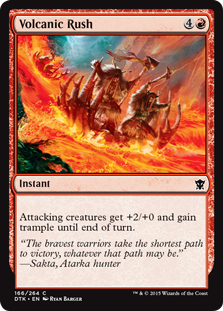 Volcanic Rush 4
Instant
Attacking creatures get +2/+0 and gain
trample until end of turn.
"The bravest warriors take the shortest path
to victory, whatever that path may be."
—Sakta, Atarka hunter
166/264 C
DTK • EN Ryan Barger
™ & © 2015 Wizards of the Coast